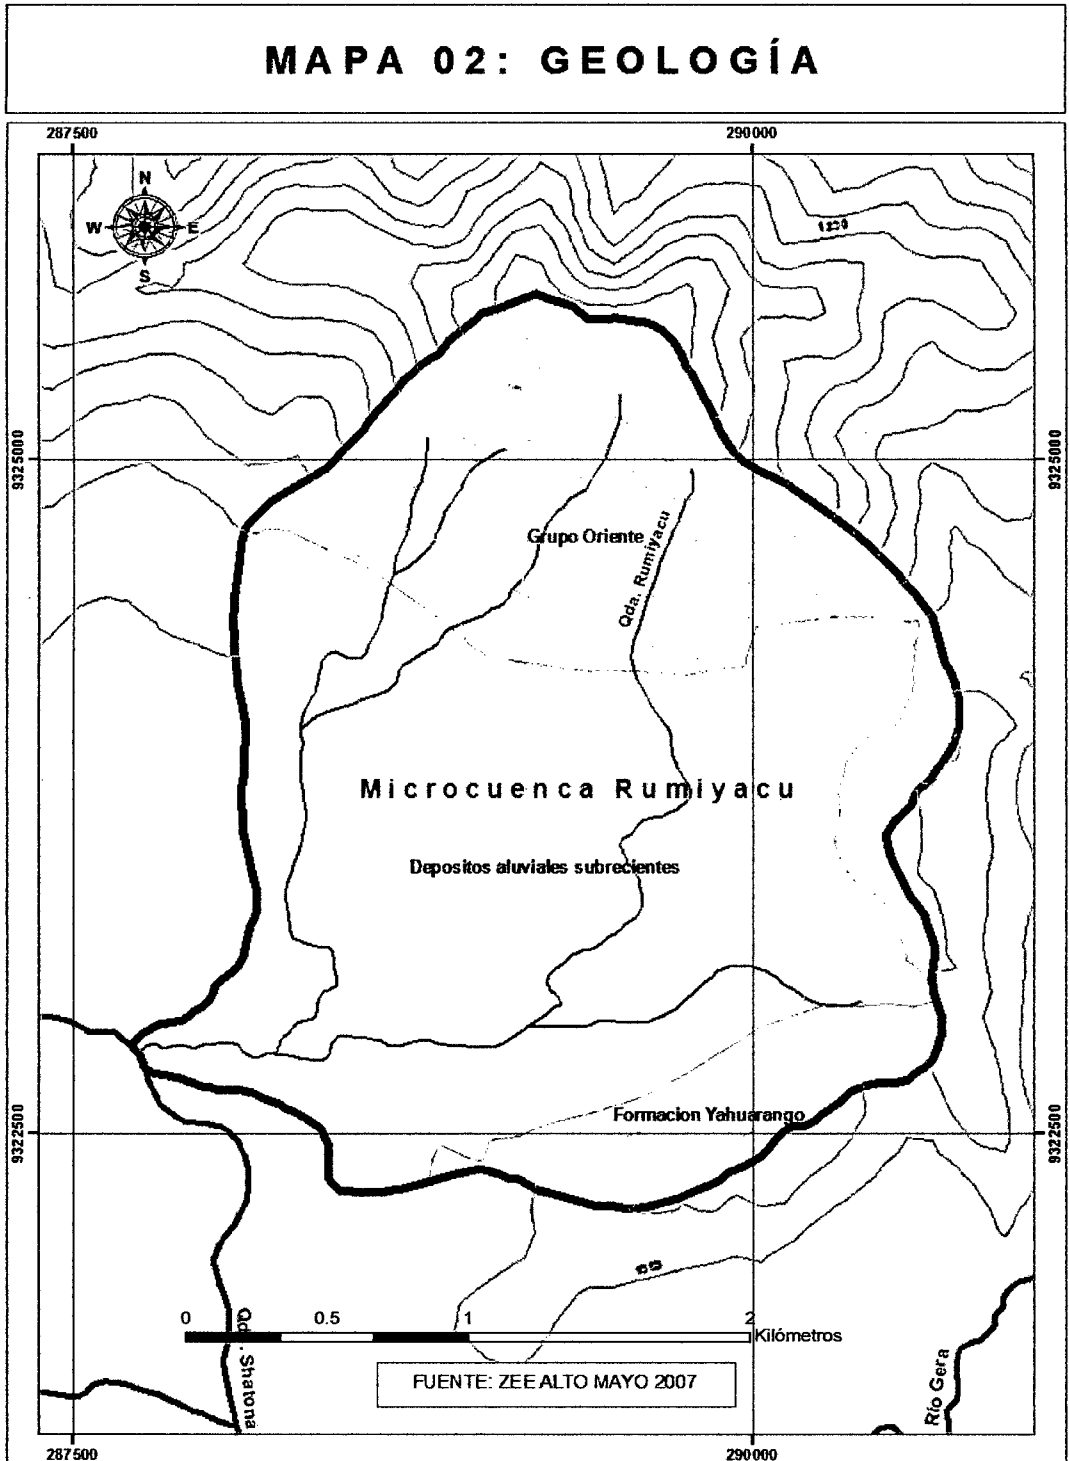 MAPA 02: GEOLOGÍA
287500
290000
N
W
E
S
1200
9325000
9325000
Grupo Oriente
Qda. Rumiyacu
Microcuenca Rumiyacu
Depositos aluviales subrecientes
Formacion Yahuarango
9322500
9322500
0
0.5
1
2
Kilómetros
Qda. Shatona
FUENTE: ZEE ALTO MAYO 2007
Río Gera
287500
290000